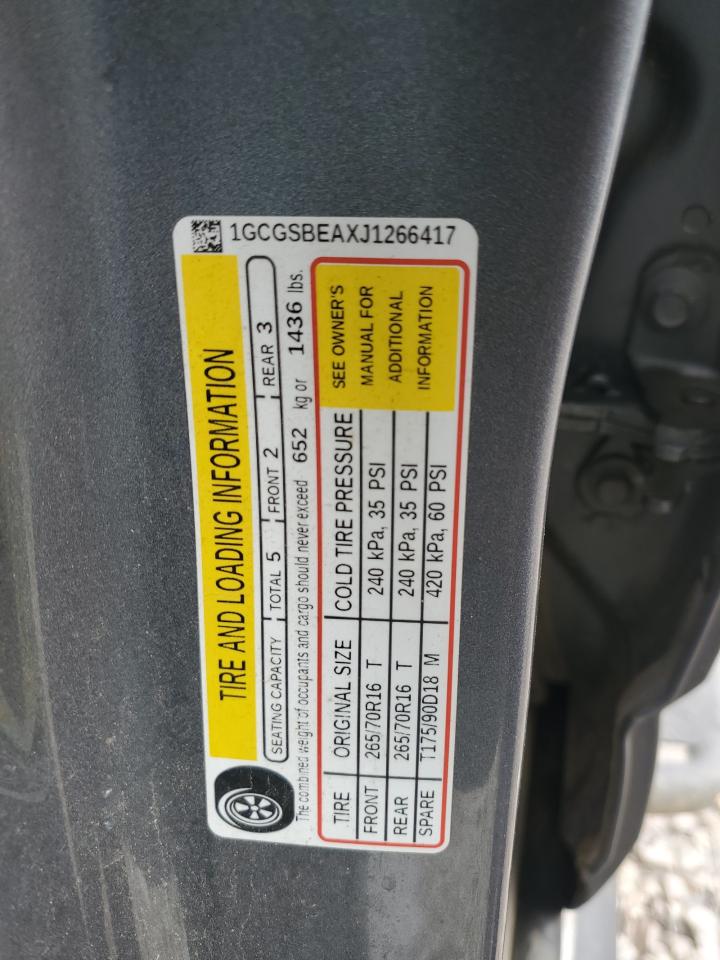 1GCGSBEAXJ1266417
TIRE AND LOADING INFORMATION
SEATING CAPACITY TOTAL 5 FRONT 2 REAR 3
The combined weight of occupants and cargo should never exceed 652 kg or 1436 lbs.
TIRE ORIGINAL SIZE COLD TIRE PRESSURE
FRONT 265/70R16 T 240 kPa, 35 PSI
REAR 265/70R16 T 240 kPa, 35 PSI
SPARE T175/90D18 M 420 kPa, 60 PSI
SEE OWNER'S
MANUAL FOR
ADDITIONAL
INFORMATION